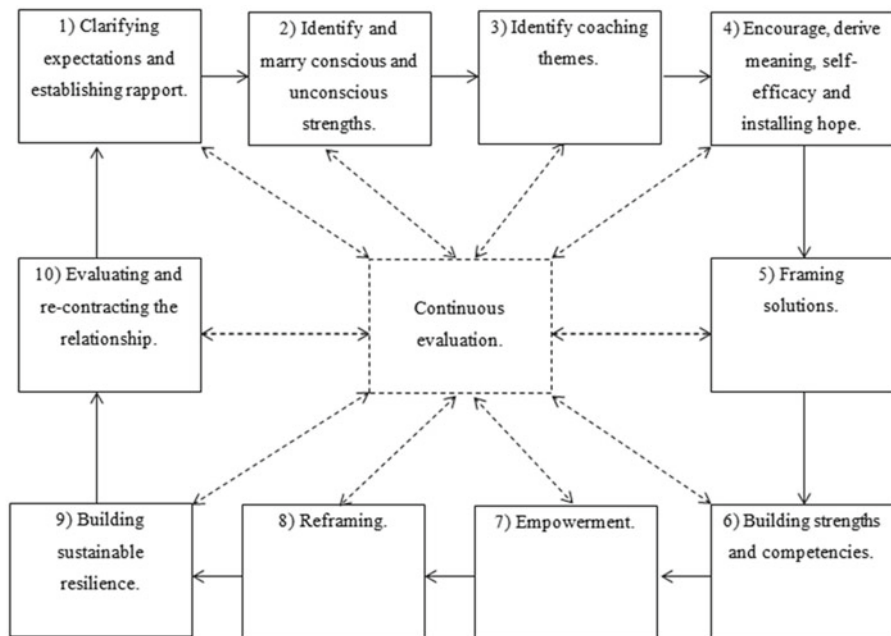 1) Clarifying
expectations and
establishing rapport.
2) Identify and
marry conscious and
unconscious
strengths.
3) Identify coaching
themes.
4) Encourage, derive
meaning, self-
efficacy and
installing hope.
10) Evaluating and
re-contracting the
relationship.
Continuous
evaluation.
5) Framing
solutions.
9) Building
sustainable
resilience.
8) Reframing.
7) Empowerment.
6) Building strengths
and competencies.